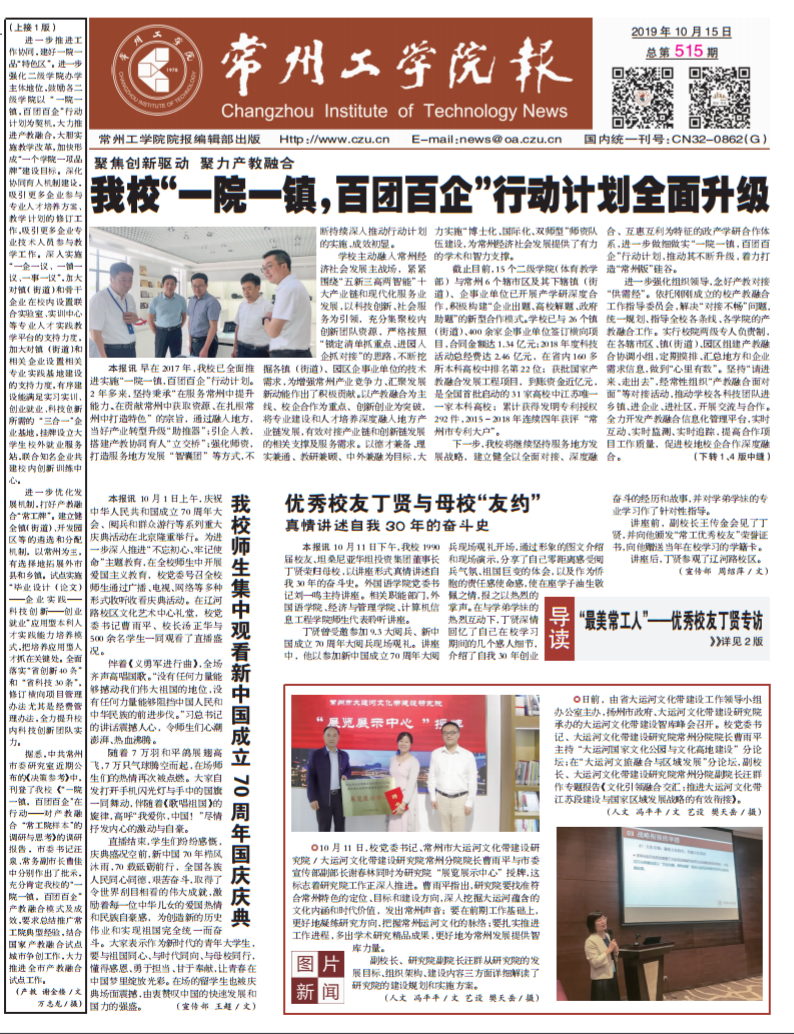 (上接1版)
进一步推进工
作协同,建好一院一
品“特色区”。进一步
强化二级学院办学
主体地位,鼓励各二
级学院以“一院一
镇,百团百企”行动
计划为契机,大力推
进产教融合,大胆实
施教学改革,加快形
成“一个学院一项品
牌”建设目标。深化
协同育人机制建设,
吸引更多企业参与
专业人才培养方案、
教学计划的修订工
作,吸引更多企业专
业技术人员参与教
学工作。深入实施
“一企一议、一镇一
议、一事一议”,加大
对镇(街道)和骨干
企业在校内设置联
合实验室、实训中心
等专业人才实践教
学平台的支持力度,
加大对镇(街道)和
相关企业设置相关
专业实践基地建设
的支持力度,有序建
设能满足实习实训、
创业就业、科技创新
所需的“三合一”企
业基地,挂牌设立大
学生校外就业服务
站,联合知名企业共
建校内创新训练中
心。
进一步优化发
展机制,打好产教融
合“常工牌”。建立健
全镇(街道)、开发园
区等的遴选和分配
机制,以常州为主,
有选择地拓展外市
县和乡镇。试点实施
“毕业设计(论文)
—企业实践—
科技创新—创业
就业”应用型本科人
才实践能力培养模
式,把培养应用型人
才抓在关键处。全面
落实“省创新40条”
和“省科技30条”,
修订横向项目管理
办法尤其是经费管
理办法,全力提升校
内科技创新团队实
力。
据悉,中共常州
市委研究室近期公
布的《决策参考》中,
刊登了我校《“一院
一镇,百团百企”在
行动——对产教融
合“常工院样本”的
调研与思考》的调研
报告,市委书记汪
泉、常务副市长曹佳
中分别作出了批示,
充分肯定我校的“一
院一镇,百团百企”
产教融合模式及成
效,要求总结推广常
工院典型经验,结合
国家产教融合试点
城市争创工作,大力
推进全市产教融合
试点工作。
(产教 谢金楼/文
万志龙/摄)
常州工学院
CHANGZHOU INSTITUTE OF TECHNOLOGY
1978
常州工学院報
Changzhou Institute of Technology News
2019年10月15日
总第515期
常州工学院院报编辑部出版 Http://www.czu.cn E-mail:news@oa.czu.cn 国内统一刊号:CN32-0862(G)
聚焦创新驱动 聚力产教融合
我校“一院一镇,百团百企”行动计划全面升级
本报讯 早在2017年,我校已全面推
进实施“一院一镇,百团百企”行动计划。
2年多来,坚持秉承“在服务常州中提升
能力、在贡献常州中获取资源、在扎根常
州中打造特色”的宗旨,通过融入地方,
当好产业转型升级“助推器”;引企入教,
搭建产教协同育人“立交桥”;强化师资,
打造服务地方发展“智囊团”等方式,不
断持续深入推动行动计划
的实施,成效初显。
学校主动融入常州经
济社会发展主战场,紧紧
围绕“五新三高两智能”十
大产业链和现代化服务业
发展,以科技创新、社会服
务为引领,充分集聚校内
创新团队资源,严格按照
“锁定清单抓重点,进园入
企抓对接”的思路,不断挖
掘各镇(街道)、园区企事业单位的技术
需求,为增强常州产业竞争力,汇聚发展
新动能作出了积极贡献。以产教融合为主
线、校企合作为重点、创新创业为突破,
将专业建设和人才培养深度融入地方产
业链发展,有效对接产业链和创新链发展
的相关支撑及服务需求。以德才兼备、理
实兼通、教研兼顾、中外兼融为目标,大
力实施“博士化、国际化、双师型”师资队
伍建设,为常州经济社会发展提供了有力
的学术和智力支撑。
截止目前,15个二级学院(体育教学
部)与常州6个辖市区及其下辖镇(街
道)、企事业单位已开展产学研深度合
作,积极构建“企业出题、高校解题、政府
助题”的新型合作模式。学校已与26个镇
(街道),400余家企事业单位签订横向项
目,合同金额达1.34亿元;2018年度科技
活动总经费达2.46亿元,在省内160多
所本科高校中排名第22位;获批国家产
教融合发展工程项目,到账资金近亿元,
是全国首批启动的31家高校中江苏唯一
一家本科高校;累计获得发明专利授权
292件,2015-2018年连续四年获评“常
州市专利大户”。
下一步,我校将继续坚持服务地方发
展战略,建立健全以全面对接、深度融
合、互惠互利为特征的政产学研合作体
系,进一步做细做实“一院一镇,百团百
企”行动计划,推动其不断升级,着力打
造“常州版”硅谷。
进一步强化组织领导,念好产教对接
“供需经”。依托刚刚成立的校产教融合
工作指导委员会,解决“对接不畅”问题,
统一规划,指导全校各条线、各学院的产
教融合工作。实行校院两级专人负责制,
在各辖市区、镇(街道)、园区组建产教融
合协调小组,定期摸排、汇总地方和企业
需求信息,做到“心里有数”。坚持“请进
来、走出去”,经常性组织“产教融合面对
面”等对接活动,推动学校各科技团队进
乡镇、进企业、进社区,开展交流与合作。
全力开发产教融合信息化管理平台,实时
互动、实时监测、实时追踪,提高合作项
目工作质量,促进校地校企合作深度融
合。 (下转1、4版中缝)
我校师生集中观看新中国成立70周年国庆庆典
本报讯 10月1日上午,庆祝
中华人民共和国成立70周年大
会、阅兵和群众游行等系列重大
庆典活动在北京隆重举行。为进
一步深入推进“不忘初心、牢记使
命”主题教育,在全校师生中开展
爱国主义教育,校党委号召全校
师生通过广播、电视、网络等多种
形式收听收看庆典活动。在辽河
路校区文化艺术中心礼堂,校党
委书记曹雨平、校长汤正华与
500余名学生一同观看了直播盛
况。
伴着《义勇军进行曲》,全场
齐声高唱国歌。“没有任何力量能
够撼动我们伟大祖国的地位,没
有任何力量能够阻挡中国人民和
中华民族的前进步伐。”习总书记
的讲话震撼人心,令师生们心潮
澎湃、热血沸腾。
随着7万羽和平鸽展翅高
飞,7万只气球腾空而起,在场师
生们的热情再次被点燃。大家自
发打开手机闪光灯与手中的国旗
一同舞动,伴随着《歌唱祖国》的
旋律,高呼“我爱你,中国!”尽情
抒发内心的激动与自豪。
直播结束,学生们纷纷感慨,
庆典盛况空前,新中国70年栉风
沐雨,70载砥砺前行,全国各族
人民同心同德、艰苦奋斗,取得了
令世界刮目相看的伟大成就,激
励着每一位中华儿女的爱国热情
和民族自豪感,为创造新的历史
伟业和实现祖国完全统一而奋
斗。大家表示作为新时代的青年大学生,
要与祖国同心、与时代同向、与母校同行,
懂得感恩、勇于担当、甘于奉献,让青春在
中国梦里绽放光彩。在场的留学生也被庆
典场面震撼,由衷赞叹中国的快速发展和
国力的强盛。 (宣传部 王超/文)
优秀校友丁贤与母校“友约”
真情讲述自我30年的奋斗史
本报讯 10月11日下午,我校1990
届校友、坦桑尼亚华坦投资集团董事长
丁贤荣归母校,以讲座形式真情讲述自
我30年的奋斗史。外国语学院党委书
记刘一鸣主持讲座。相关职能部门、外
国语学院、经济与管理学院、计算机信
息工程学院师生代表聆听讲座。
丁贤曾受邀参加9.3大阅兵、新中
国成立70周年大阅兵现场观礼。讲座
中,他以参加新中国成立70周年大阅
兵现场观礼开场,通过形象的图文介绍
和现场演示,分享了自己零距离感受阅
兵气氛、祖国巨变的体会,以及作为侨
胞的责任感使命感,使在座学子油生敬
佩之情,报之以热烈的
掌声。在与学弟学妹的
热烈互动下,丁贤深情
回忆了自己在校学习
期间的几个感人细节,
介绍了自我30年创业
奋斗的经历和故事,并对学弟学妹的专
业学习作了针对性指导。
讲座前,副校长王传金会见了丁
贤,并向他颁发“常工优秀校友”荣誉证
书,向他赠送当年在校学习的学籍卡。
讲座后,丁贤参观了辽河路校区。
(宣传部 周绍洋/文)
导读
“最美常工人”——优秀校友丁贤专访
》》详见2版
常州市大运河文化带建设研究院
“展览展示中心”授
○10月11日,校党委书记、常州市大运河文化带建设研
究院/大运河文化带建设研究院常州分院院长曹雨平与市委
宣传部副部长谢春林同时为研究院“展览展示中心”授牌,这
标志着研究院工作正深入推进。曹雨平指出,研究院要找准符
合常州特色的定位、目标和建设方向,深入挖掘大运河蕴含的
文化内涵和时代价值,发出常州声音;要在前期工作基础上,
更好地凝练研究方向,把握常州运河文化的脉络;要扎实推进
工作进程,多出学术研究精品成果,更好地为常州发展提供智
库力量。
副校长、研究院副院长汪群从研究院的
发展目标、组织架构、建设内容三方面详细解读了
研究院的建设规划和实施方案。
(人文 冯平平/文 艺设 樊天岳/摄)
图片
新闻
○日前,由省大运河文化带建设工作领导小组
办公室主办,扬州市政府、大运河文化带建设研究院
承办的大运河文化带建设智库峰会召开。校党委书
记、大运河文化带建设研究院常州分院院长曹雨平
主持“大运河国家文化公园与文化高地建设”分论
坛;在“大运河文旅融合与区域发展”分论坛,副校
长、大运河文化带建设研究院常州分院副院长汪群
作专题报告《文化引领融合交汇:推进大运河文化带
江苏段建设与国家区域发展战略的有效衔接》。
(人文 冯平平/文 艺设 樊天岳/摄)